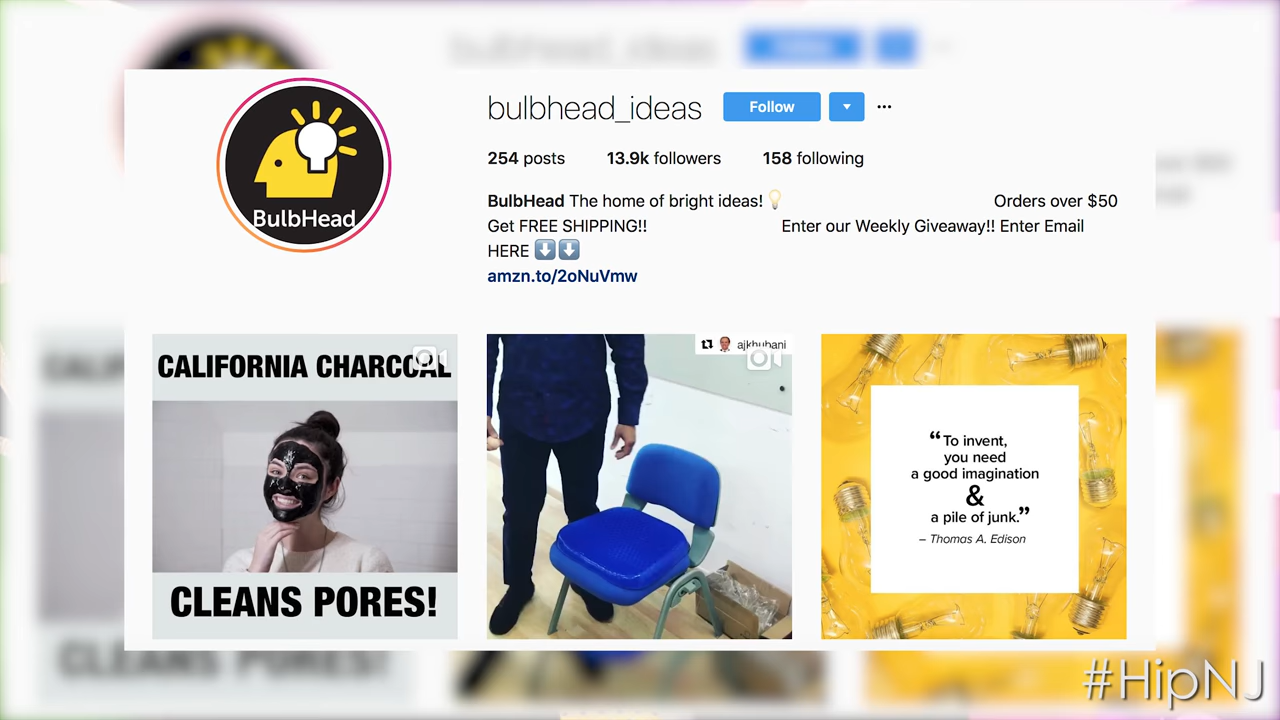 bulbhead_ideas Follow
254 posts 13.9k followers 158 following
BulbHead The home of bright ideas! Orders over $50
Get FREE SHIPPING!! Enter our Weekly Giveaway!! Enter Email
HERE
amzn.to/2oNuVmw
BulbHead
CALIFORNIA CHARCOAL
CLEANS PORES!
ajkhubani
“To invent,
you need
a good imagination
&
a pile of junk.”
– Thomas A. Edison
#HipNJ